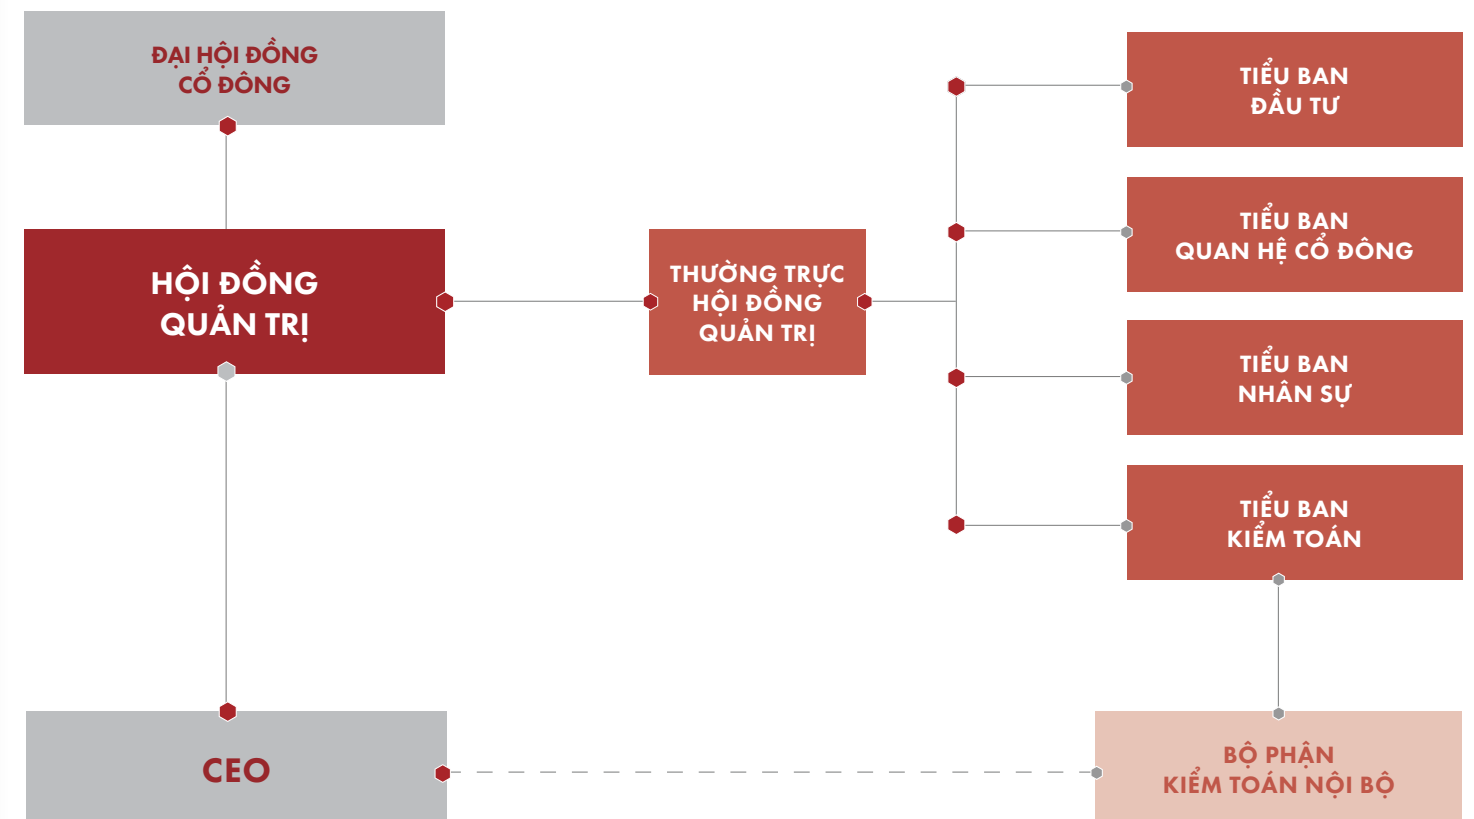 ĐẠI HỘI ĐỒNG
CỔ ĐÔNG
HỘI ĐỒNG
QUẢN TRỊ
THƯỜNG TRỰC
HỘI ĐỒNG
QUẢN TRỊ
TIỂU BAN
ĐẦU TƯ
TIỂU BAN
QUAN HỆ CỔ ĐÔNG
TIỂU BAN
NHÂN SỰ
TIỂU BAN
KIỂM TOÁN
CEO
BỘ PHẬN
KIỂM TOÁN NỘI BỘ